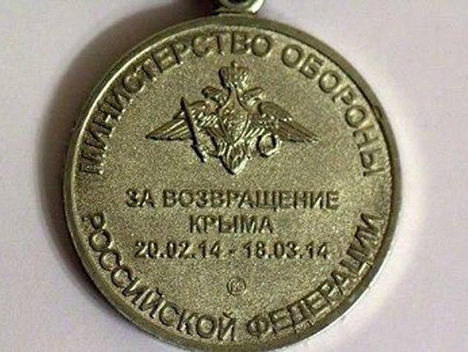 МИНИСТЕРСТВО ОБОРОНЫ
ЗА ВОЗВРАЩЕНИЕ
КРЫМА
20.02.14 - 18.03.14
РОССИЙСКОЙ ФЕДЕРАЦИИ